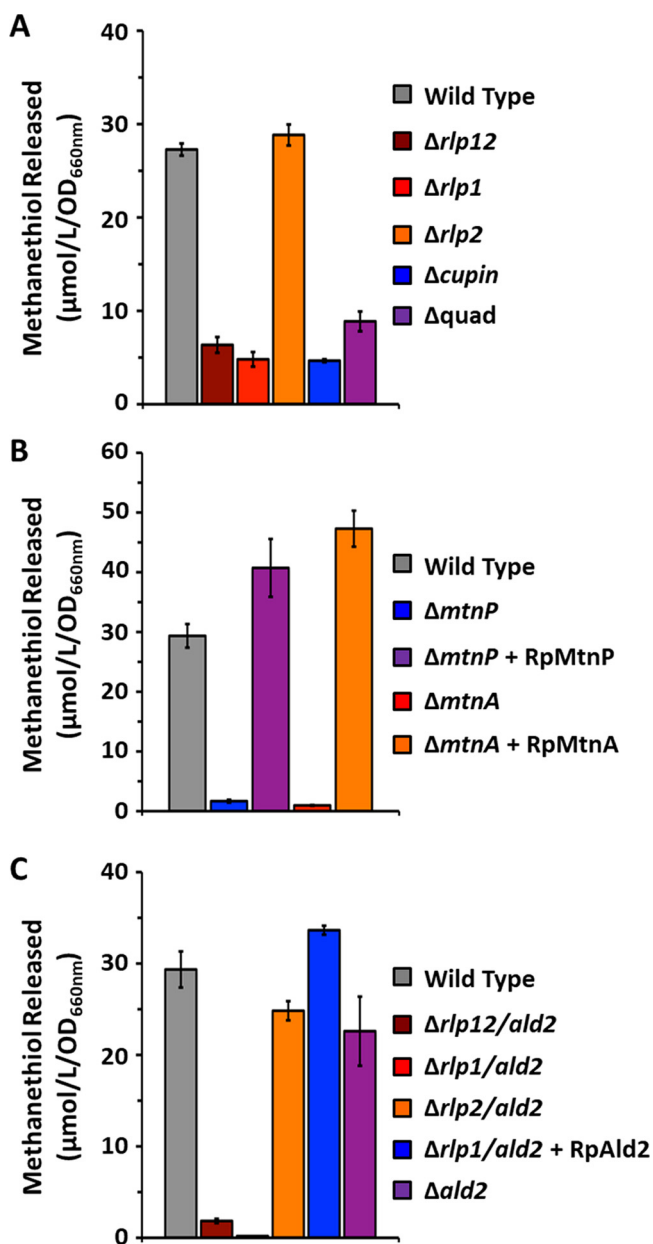 A
Methanethiol Released
(μmol/L/OD660nm)
40
30
20
10
0
Wild Type
Δrlp12
Δrlp1
Δrlp2
Δcupin
Δquad
B
Methanethiol Released
(μmol/L/OD660nm)
60
50
40
30
20
10
0
Wild Type
ΔmtnP
ΔmtnP + RpMtnP
ΔmtnA
ΔmtnA + RpMtnA
C
Methanethiol Released
(μmol/L/OD660nm)
40
30
20
10
0
Wild Type
Δrlp12/ald2
Δrlp1/ald2
Δrlp2/ald2
Δrlp1/ald2 + RpAld2
Δald2